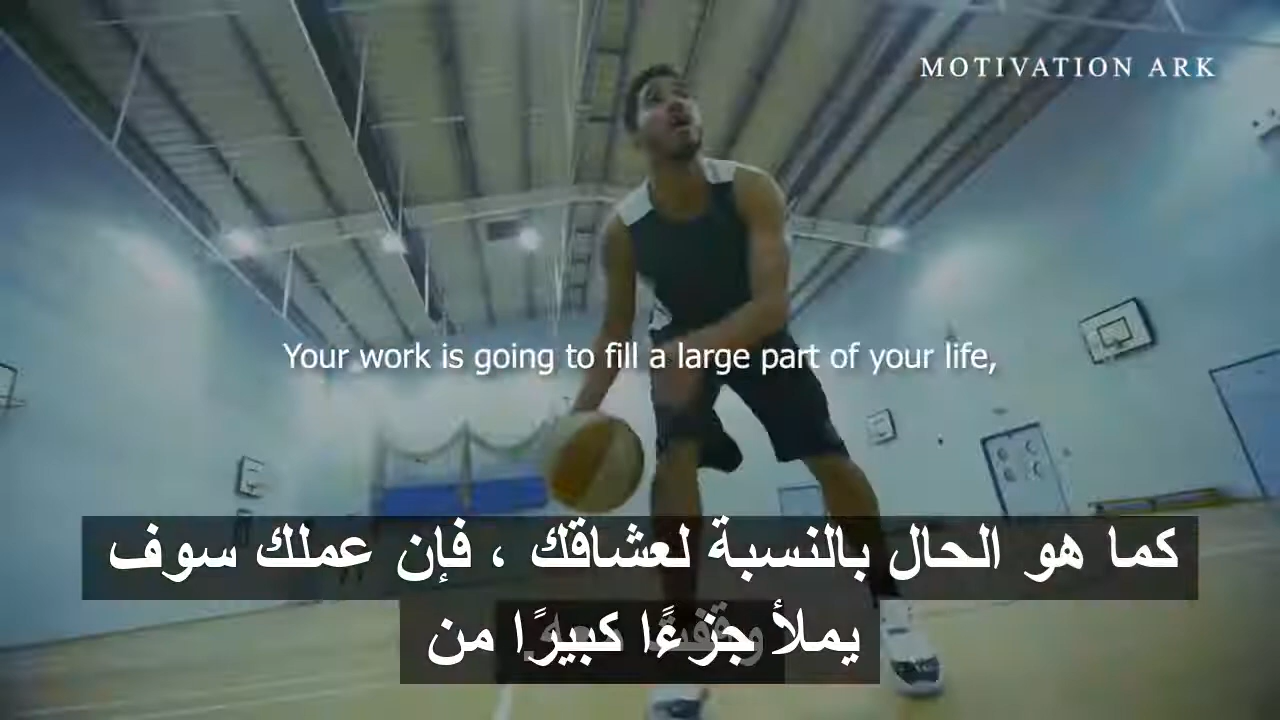 MOTIVATION ARK
Your work is going to fill a large part of your life,
كما هو الحال بالنسبة لعشاقك ، فإن عملك سوف
يملأ جزءًا كبيرًا من